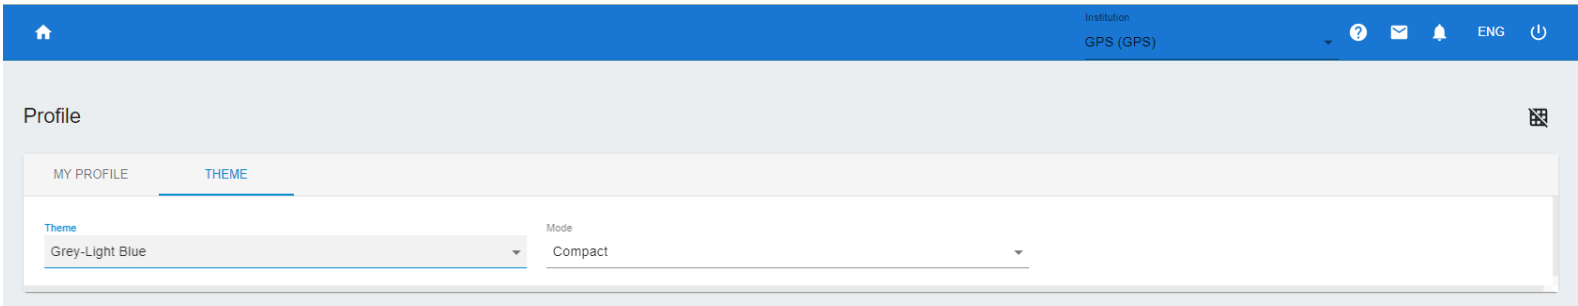 Institution
GPS (GPS)
ENG
Profile
MY PROFILE THEME
Theme Mode
Grey-Light Blue Compact